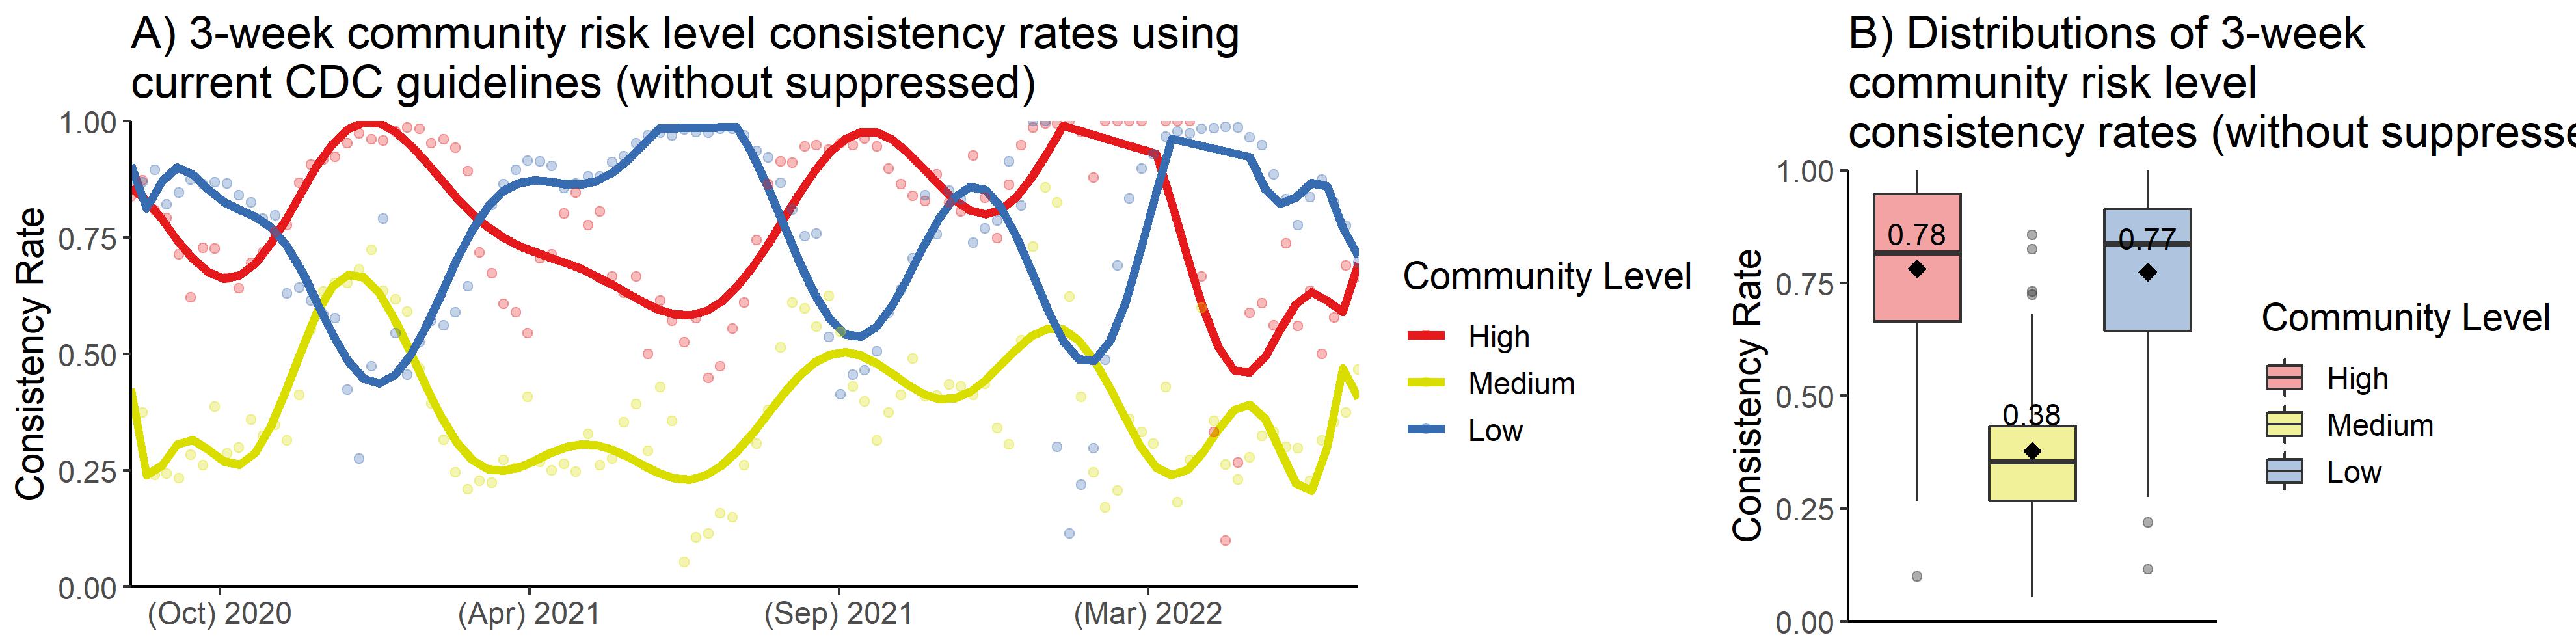 A) 3-week community risk level consistency rates using
current CDC guidelines (without suppressed)
1.00
0.75
0.50
0.25
0.00
Consistency Rate
(Oct) 2020
(Apr) 2021
(Sep) 2021
(Mar) 2022
Community Level
High
Medium
Low
B) Distributions of 3-week
community risk level
consistency rates (without suppresse
1.00
0.75
0.50
0.25
0.00
Consistency Rate
0.78
0.38
0.77
Community Level
High
Medium
Low